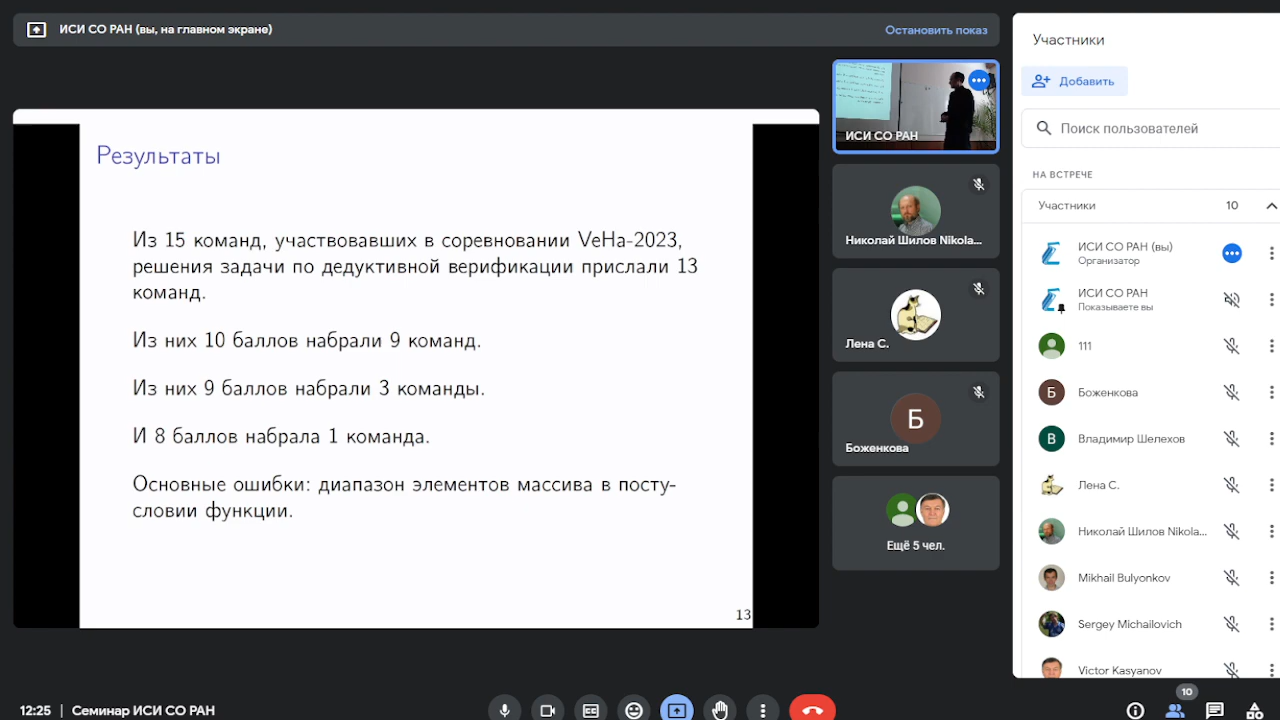 ИСИ СО РАН (вы, на главном экране)
Остановить показ
Результаты
Из 15 команд, участвовавших в соревновании VeHa-2023,
решения задачи по дедуктивной верификации прислали 13
команд.
Из них 10 баллов набрали 9 команд.
Из них 9 баллов набрали 3 команды.
И 8 баллов набрала 1 команда.
Основные ошибки: диапазон элементов массива в посту-
словии функции.
13
ИСИ СО РАН
Николай Шилов Nikola...
Лена С.
Б
Боженкова
Ещё 5 чел.
Участники
Добавить
Поиск пользователей
НА ВСТРЕЧЕ
Участники 10
ИСИ СО РАН (вы)
Организатор
ИСИ СО РАН
Показываете вы
111
Б Боженкова
В Владимир Шелехов
Лена С.
Николай Шилов Nikola...
Mikhail Bulyonkov
Sergey Michailovich
Victor Kasyanov
12:25 | Семинар ИСИ СО РАН
10